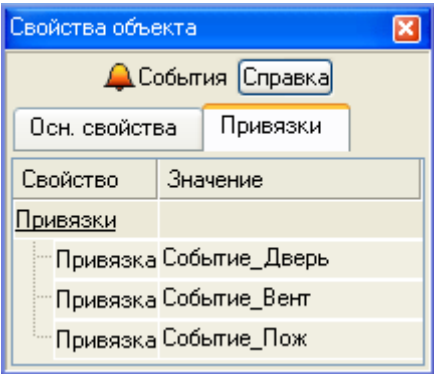 Свойства объекта
События Справка
Осн. свойства Привязки
Свойство Значение
Привязки
Привязка Событие_Дверь
Привязка Событие_Вент
Привязка Событие_Пож